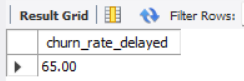 Result Grid Filter Rows:
churn_rate_delayed
65.00